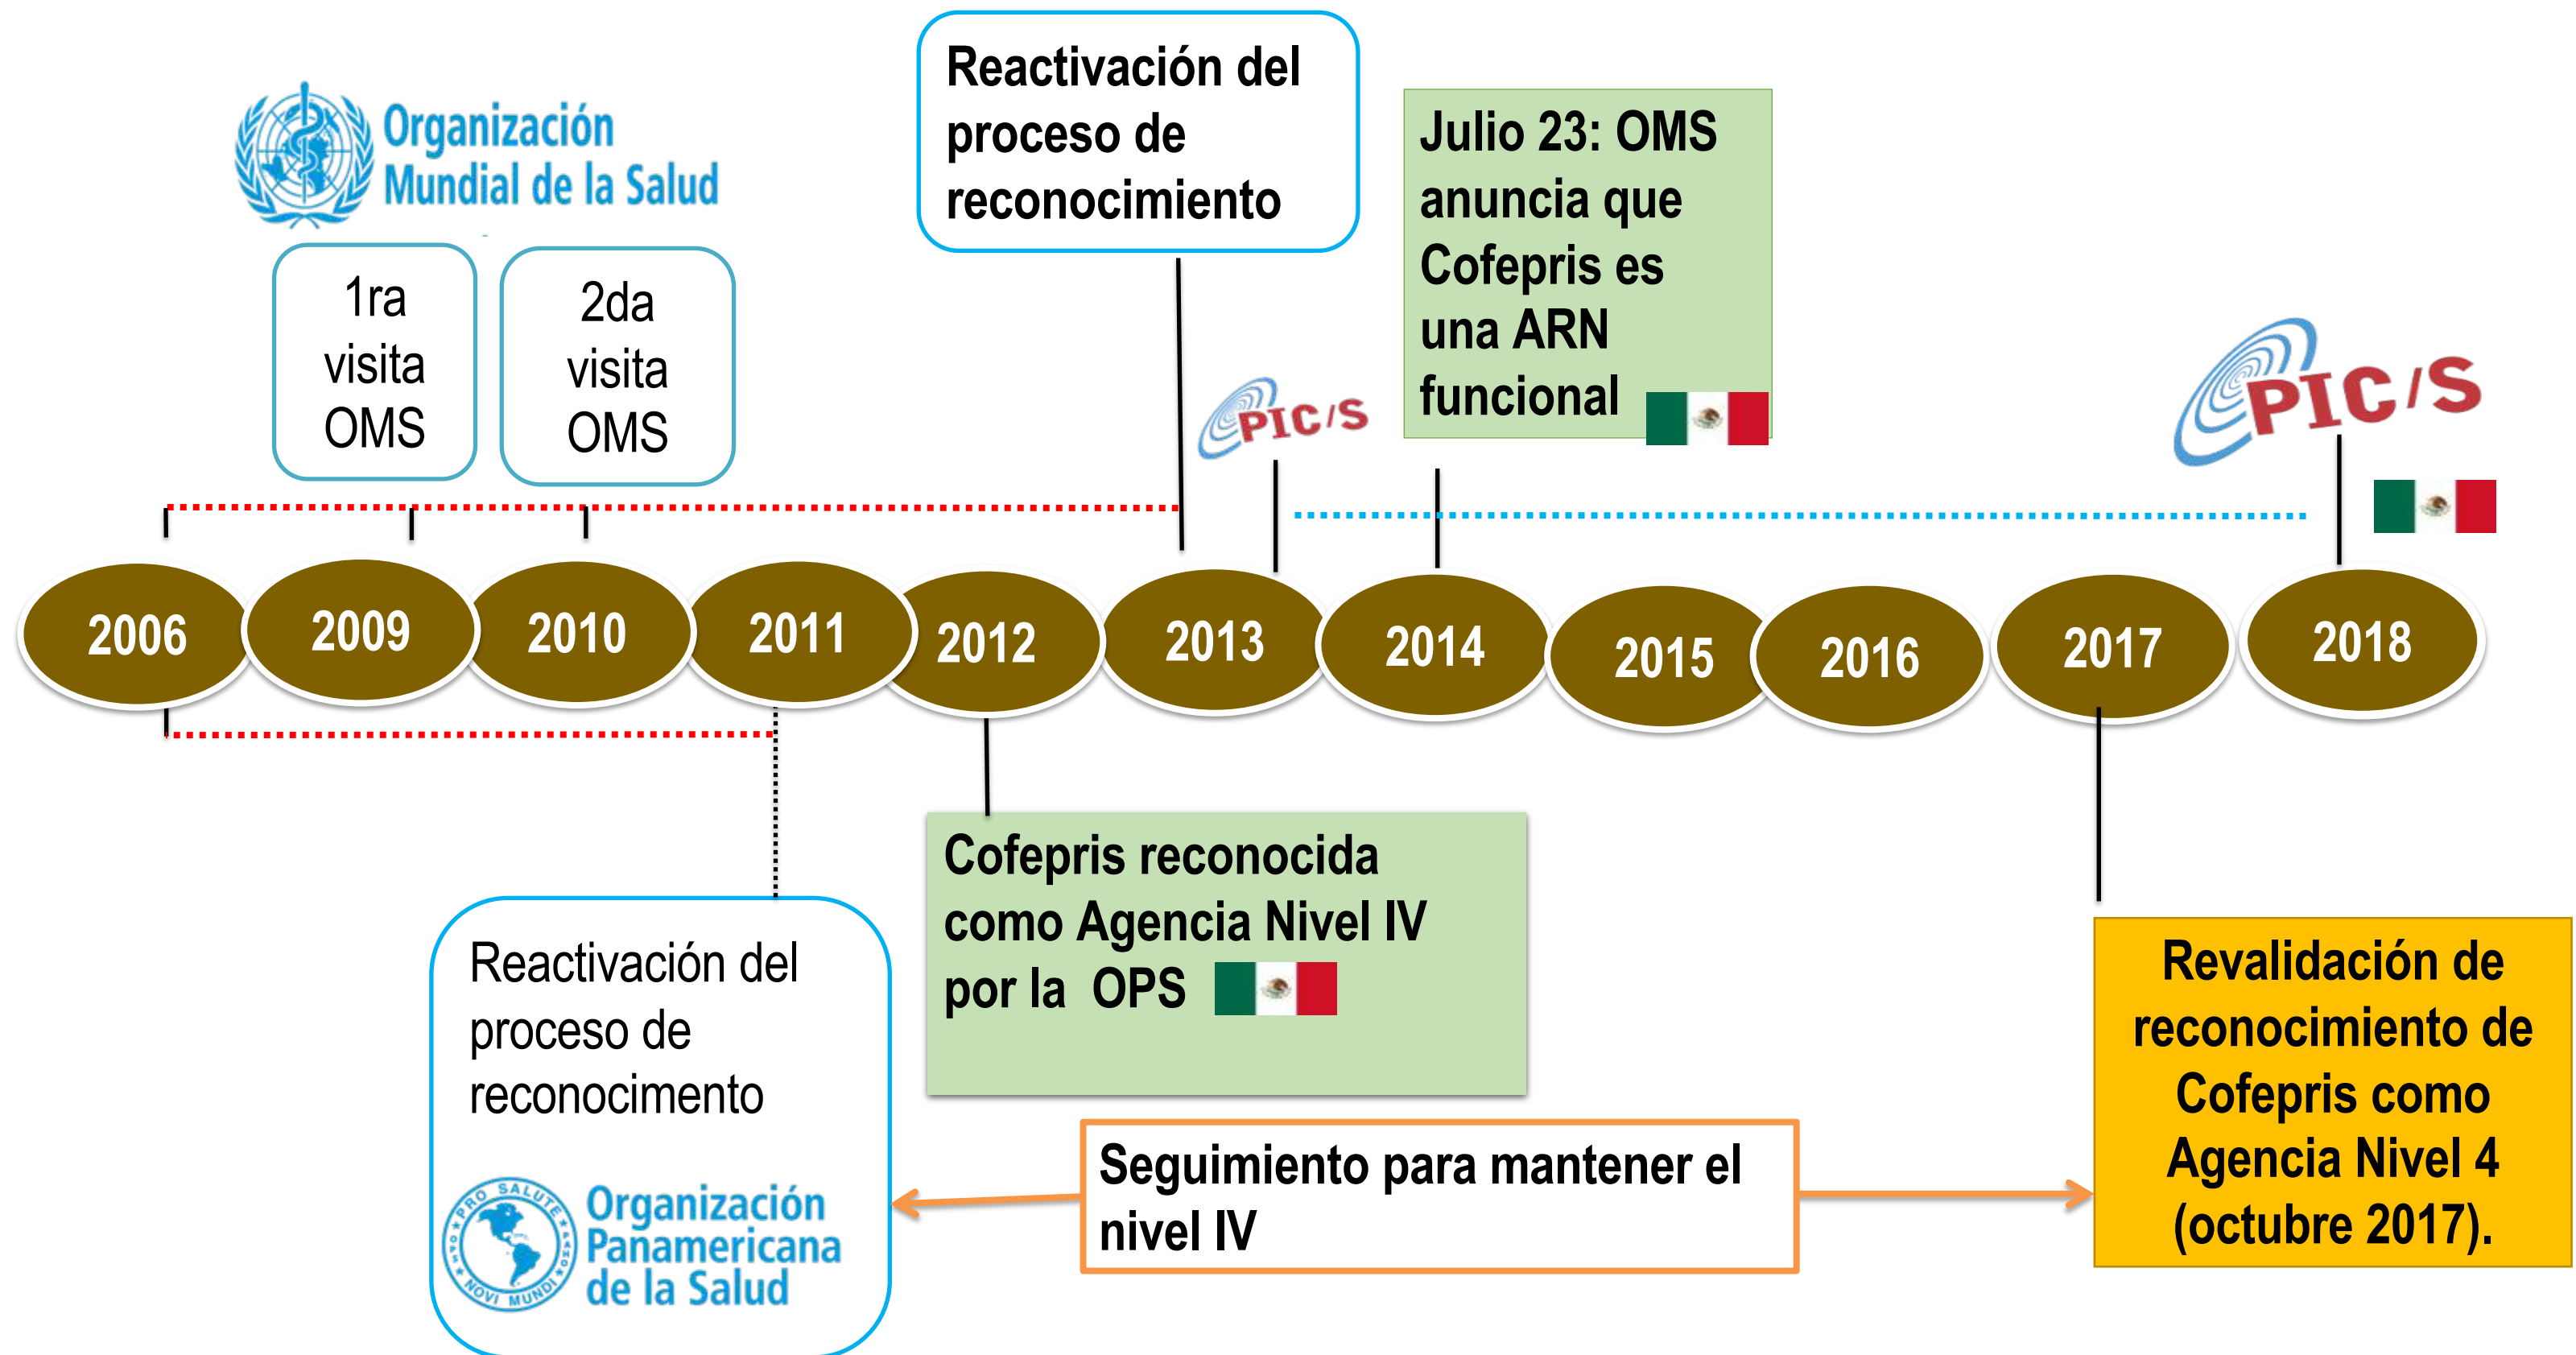 Organización
Mundial de la Salud
1ra
visita
OMS
2da
visita
OMS
Reactivación del
proceso de
reconocimiento
PIC/S
Julio 23: OMS
anuncia que
Cofepris es
una ARN
funcional
PIC/S
2006
2009
2010
2011
2012
2013
2014
2015
2016
2017
2018
Reactivación del
proceso de
reconocimento
PRO SALUTE
NOVI MUNDI
Organización
Panamericana
de la Salud
Cofepris reconocida
como Agencia Nivel IV
por la OPS
Seguimiento para mantener el
nivel IV
Revalidación de
reconocimiento de
Cofepris como
Agencia Nivel 4
(octubre 2017).